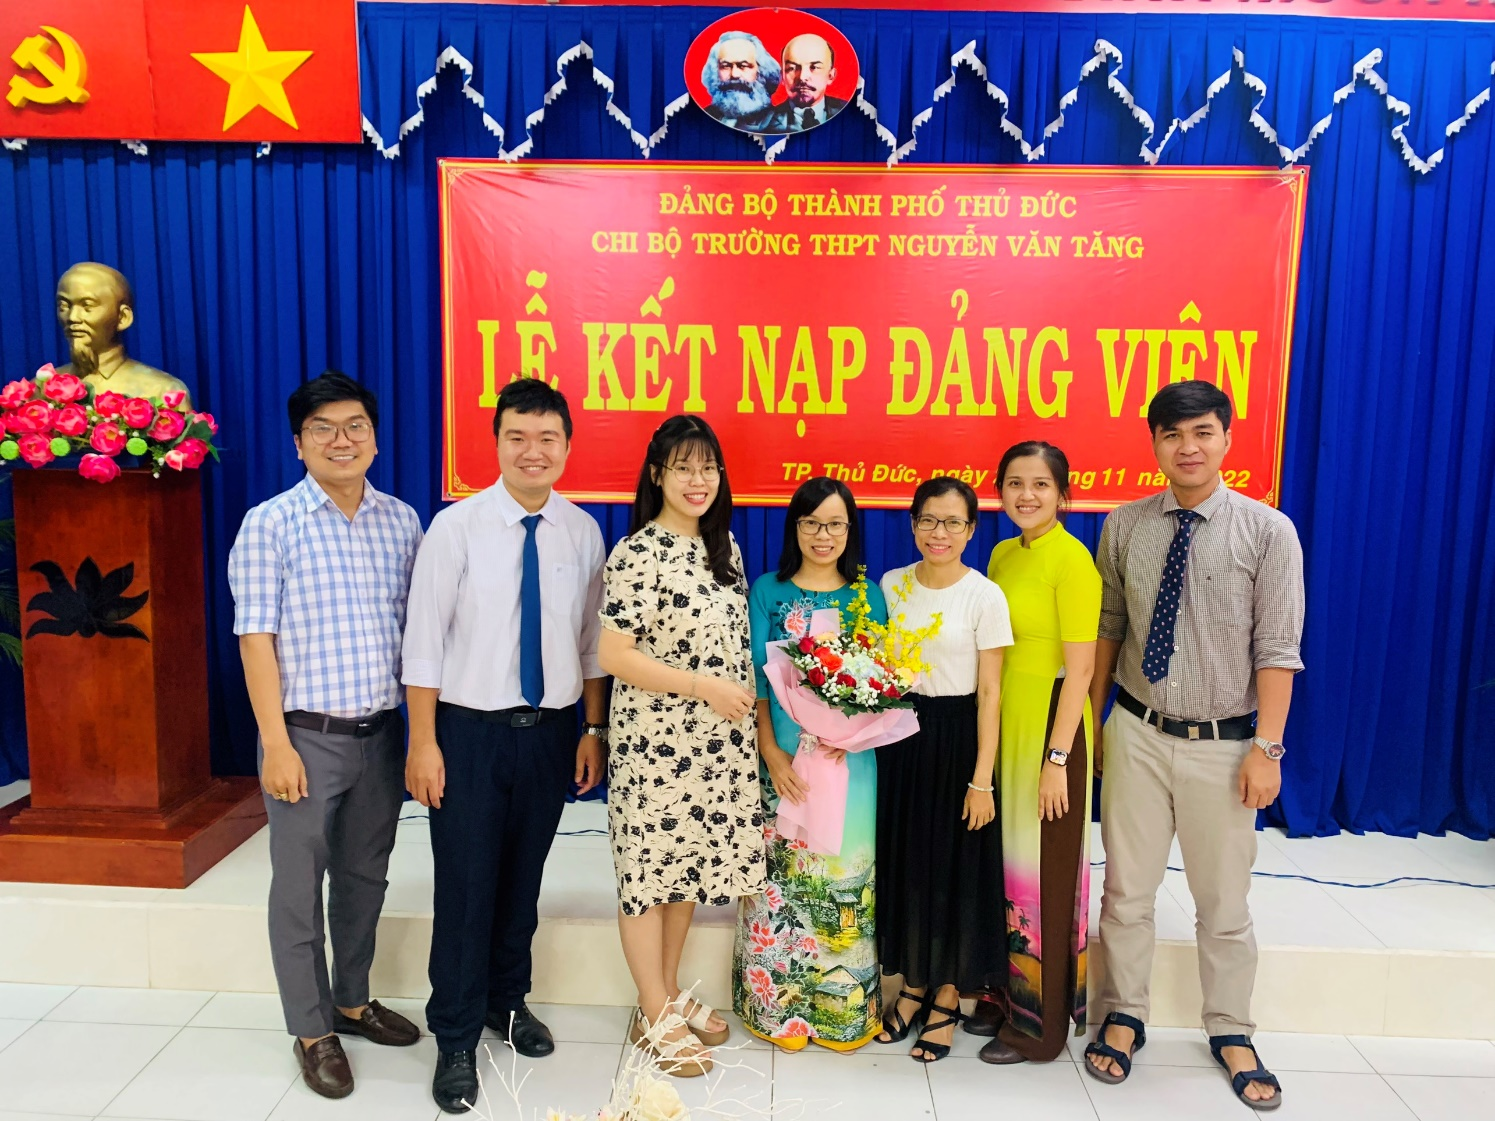 ĐẢNG BỘ THÀNH PHỐ THỦ ĐỨC
CHI BỘ TRƯỜNG THPT NGUYỄN VĂN TĂNG
LỄ KẾT NẠP ĐẢNG VIÊN
TP. Thủ Đức, ngày 11